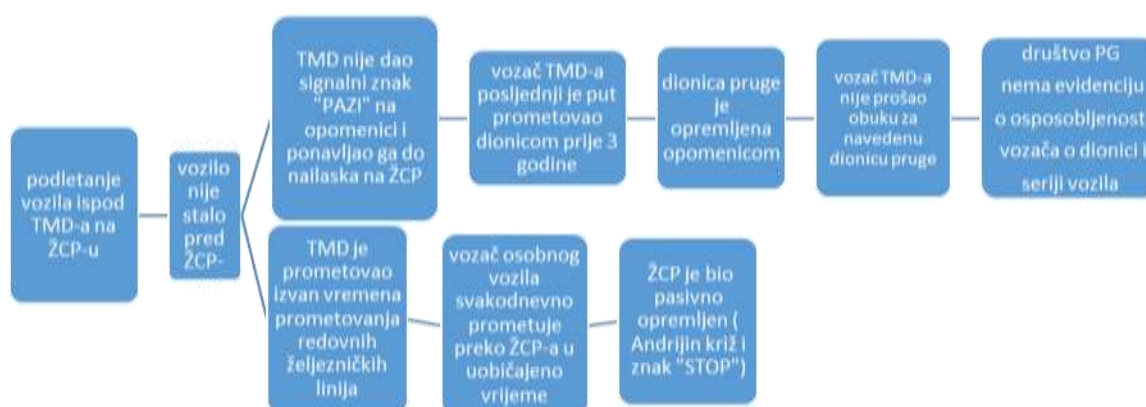 podletanje
vozila ispod
TMD-a na
ŽCP-u
vozilo
nije
stalo
pred
ŽCP-
TMD nije dao
signalni znak
"PAZI" na
opomenici i
ponavljao ga do
nailaska na ŽCP
vozač TMD-a
posljednji je put
prometovao
dionicom prije 3
godine
dionica pruge
je
opremljena
opomenicom
vozač TMD-a
nije prošao
obuku za
navedenu
dionicu pruge
društvo PG
nema evidenciju
o osposobljenost
vozača o dionici i
seriji vozila
TMD je
prometovao
izvan vremena
prometovanja
redovnih
željezničkih
linija
vozač osobnog
vozila
svakodnevno
prometuje
preko ŽCP-a u
uobičajeno
vrijeme
ŽCP je bio
pasivno
opremljen (
Andrijin križ i
znak "STOP")